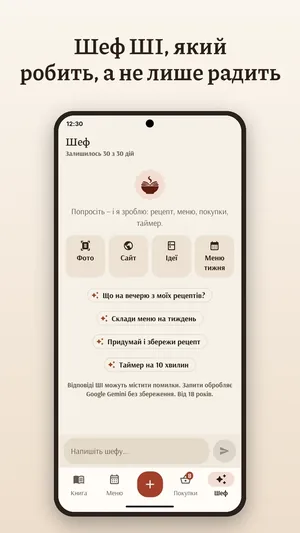 Шеф ШІ, який
робить, а не лише радить
12:30
Шеф
Залишилось 30 з 30 дій
Попросіть – і я зроблю: рецепт, меню, покупки,
таймер.
Фото
Сайт
Ідеї
Меню
тижня
Що на вечерю з моїх рецептів?
Склади меню на тиждень
Придумай і збережи рецепт
Таймер на 10 хвилин
Відповіді ШІ можуть містити помилки. Запити обробляє
Google Gemini без збереження. Від 18 років.
Напишіть шефу...
Книга
Меню
Покупки
Шеф